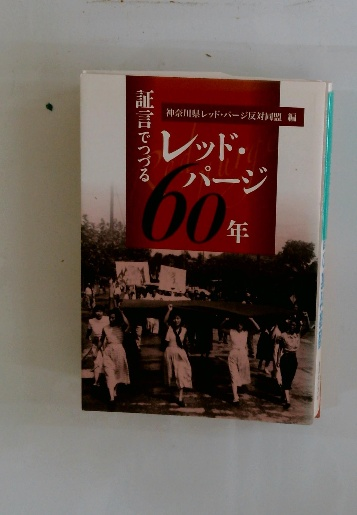 証言でつづる
神奈川県レッド・パージ反対同盟 編
レッド・
パージ
60年